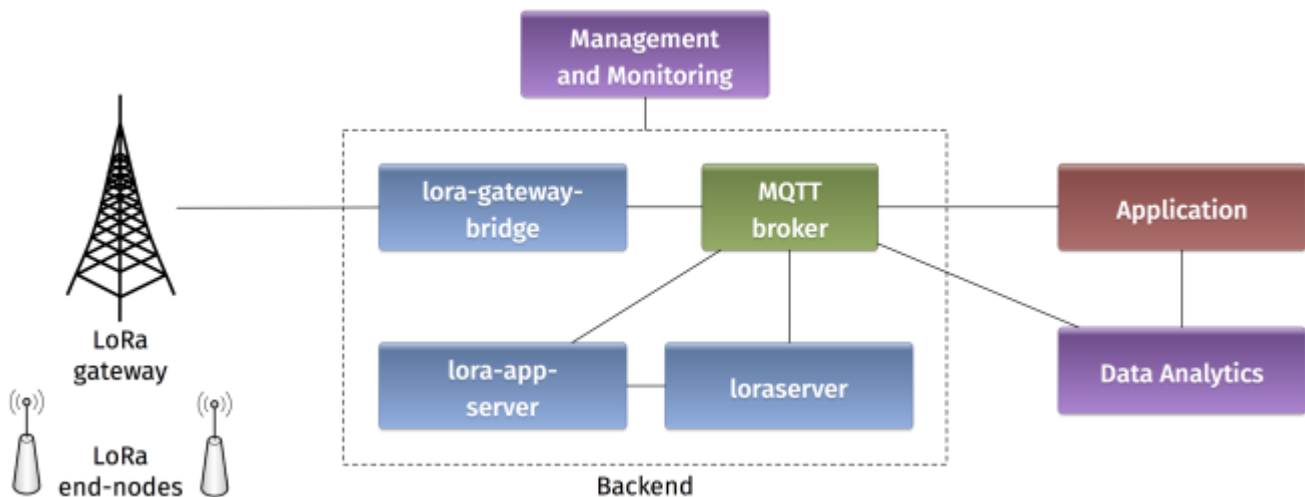 Management
and Monitoring
lora-gateway-
bridge
MQTT
broker
Application
LoRa
gateway
lora-app-
server
loraserver
Data Analytics
LoRa
end-nodes
Backend